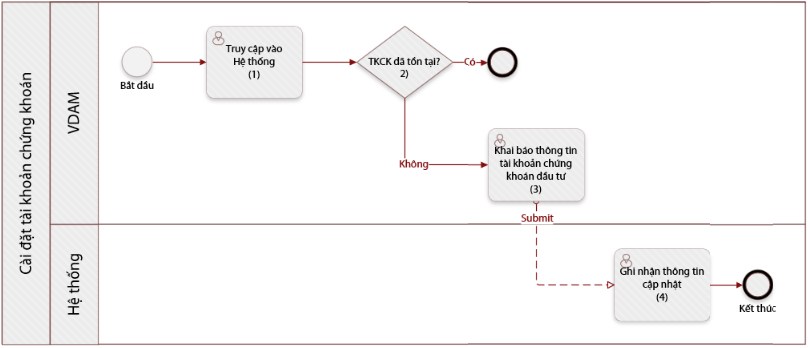 Cài đặt tài khoản chứng khoán
VDAM
Bắt đầu
Truy cập vào
Hệ thống
(1)
TKCK đã tồn tại?
2)
Có
Không
Khai báo thông tin
tài khoản chứng
khoán đầu tư
(3)
Submit
Hệ thống
Ghi nhận thông tin
cập nhật
(4)
Kết thúc